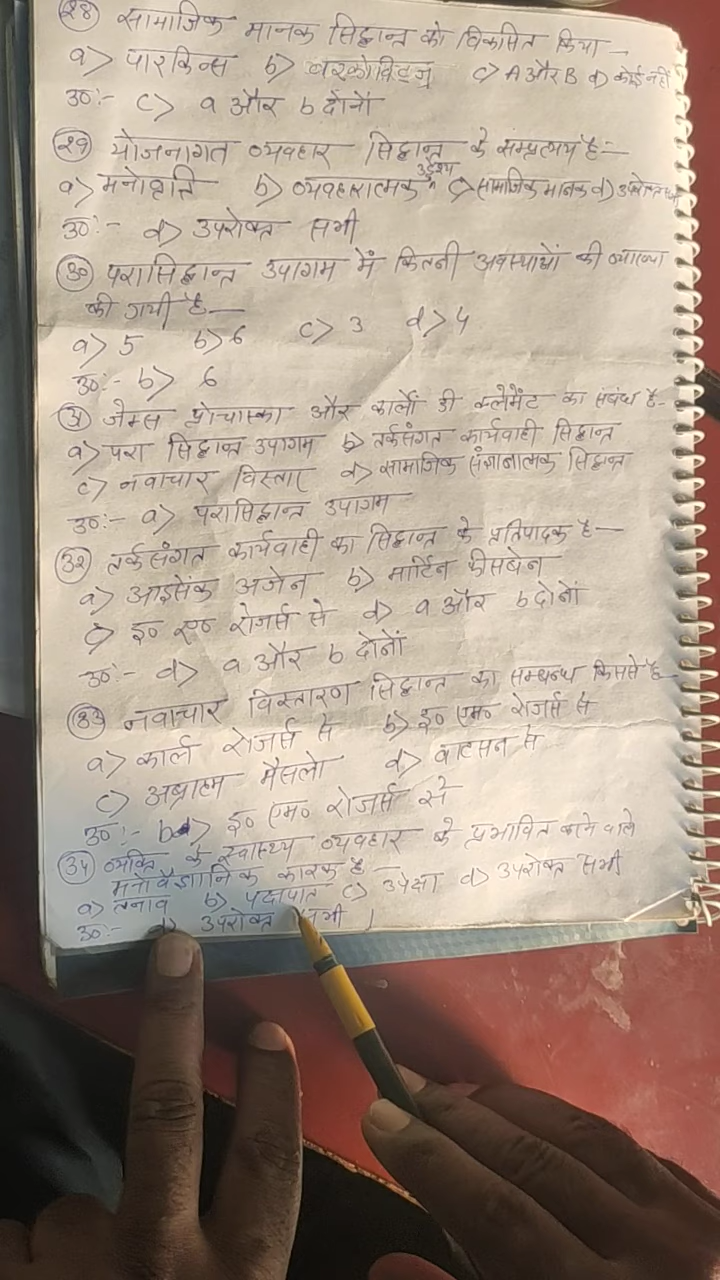 (28) सामाजिक मानक सिद्धान्त को विकसित किया —
a> पारकिन्स b> बरकोविट्ज् c> A और B d) कोई नहीं
उ०:- c> a और b दोनों
(29) योजनागत व्यवहार सिद्धान्त के सम्प्रत्यय है:—
a> मनोवृत्ति b> व्यवहारात्मक उद्देश्य c> सामाजिक मानक d) उपरोक्त सभी
उ०:- d> उपरोक्त सभी
(30) परासिद्धान्त उपागम में कितनी अवस्थाओं की व्याख्या
की गयी है —
a> 5 b> 6 c> 3 d> 4
उ०:- b> 6
(31) जेम्स प्रोचास्का और कार्लो डी क्लेमेंट का संबंध है-
a> परा सिद्धान्त उपागम b> तर्कसंगत कार्यवाही सिद्धान्त
c> नवाचार विस्तार d> सामाजिक संज्ञानात्मक सिद्धान्त
उ०:- a> परासिद्धान्त उपागम
(32) तर्कसंगत कार्यवाही का सिद्धान्त के प्रतिपादक है —
a> आइसेंक अजेन b> मार्टिन फीसबेन
c> इ० एम० रोजर्स से d> a और b दोनों
उ०:- d> a और b दोनों
(33) नवाचार विस्तारण सिद्धान्त का सम्बन्ध किससे है —
a> कार्ल रोजर्स से b> इ० एम० रोजर्स से
c> अब्राहम मैसलो d> वाटसन से
उ०:- b> इ० एम० रोजर्स से
(34) व्यक्ति के स्वास्थ्य व्यवहार के प्रभावित करने वाले
मनोवैज्ञानिक कारक है —
a> तनाव b> पक्षपात c> उपेक्षा d> उपरोक्त सभी
उ०:- d> उपरोक्त सभी।